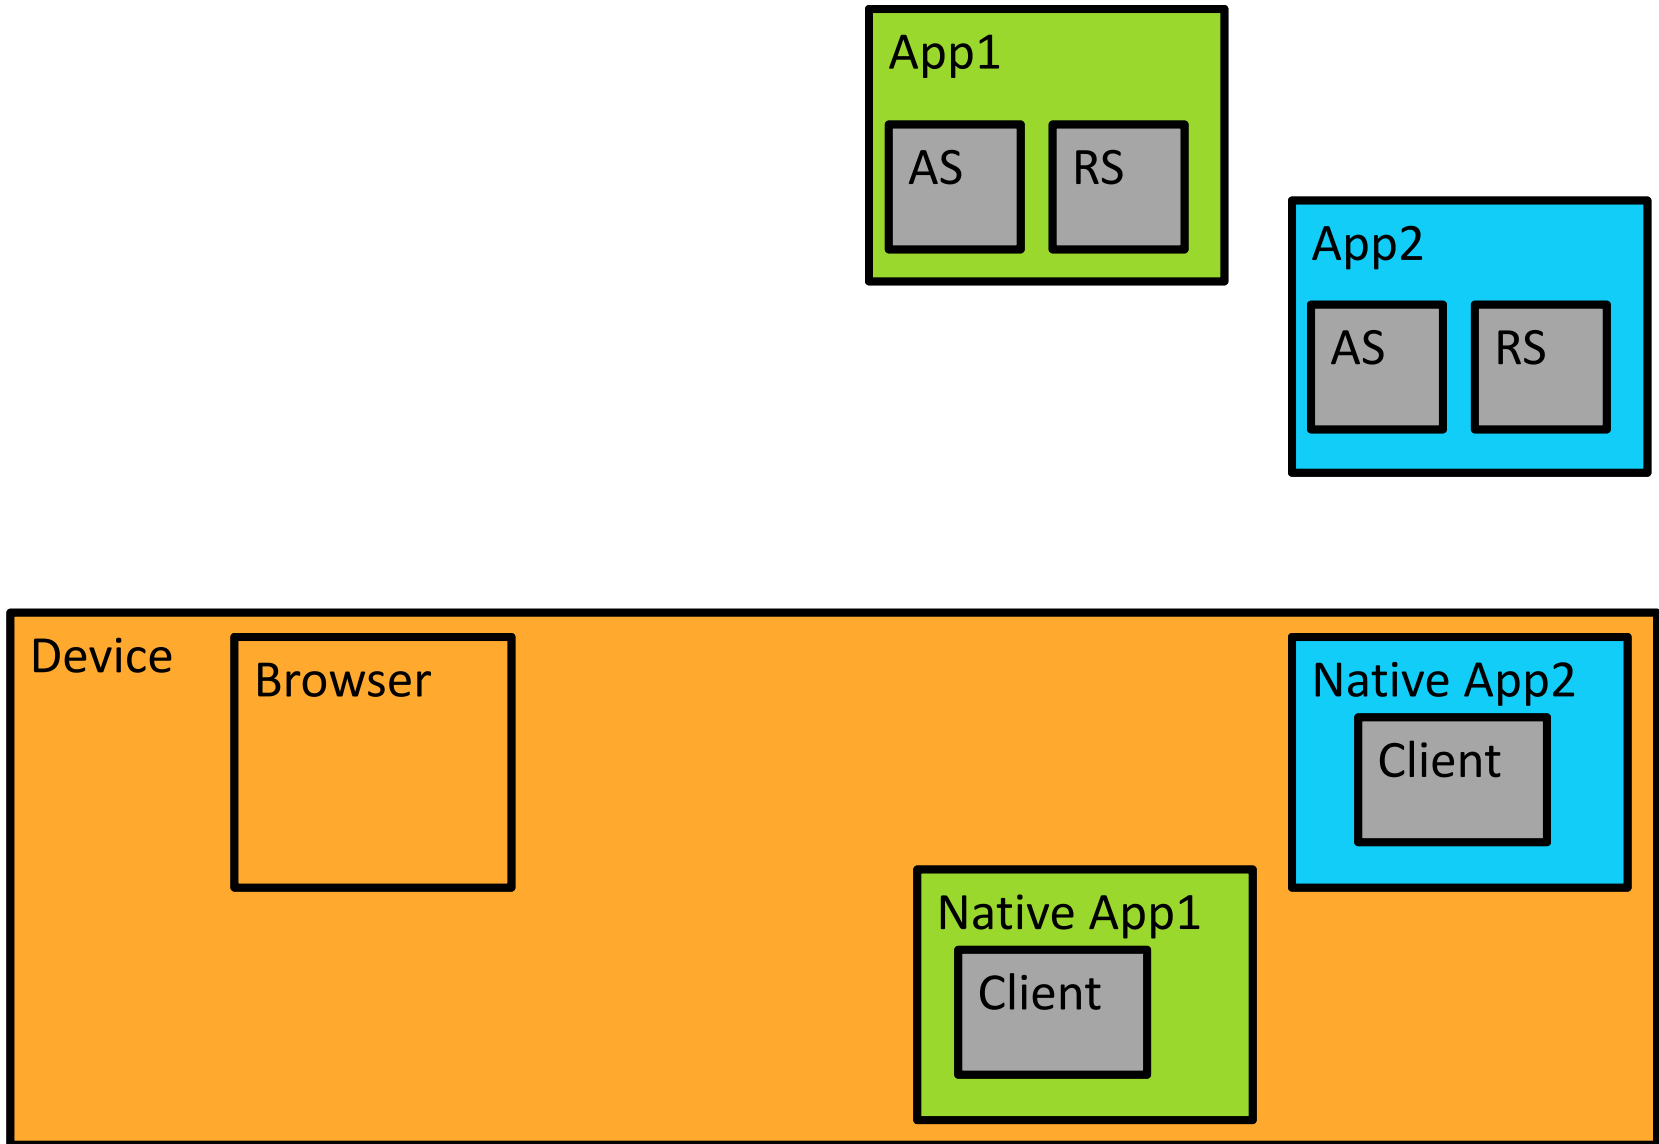 App1
AS
RS
App2
AS
RS
Device
Browser
Native App2
Client
Native App1
Client